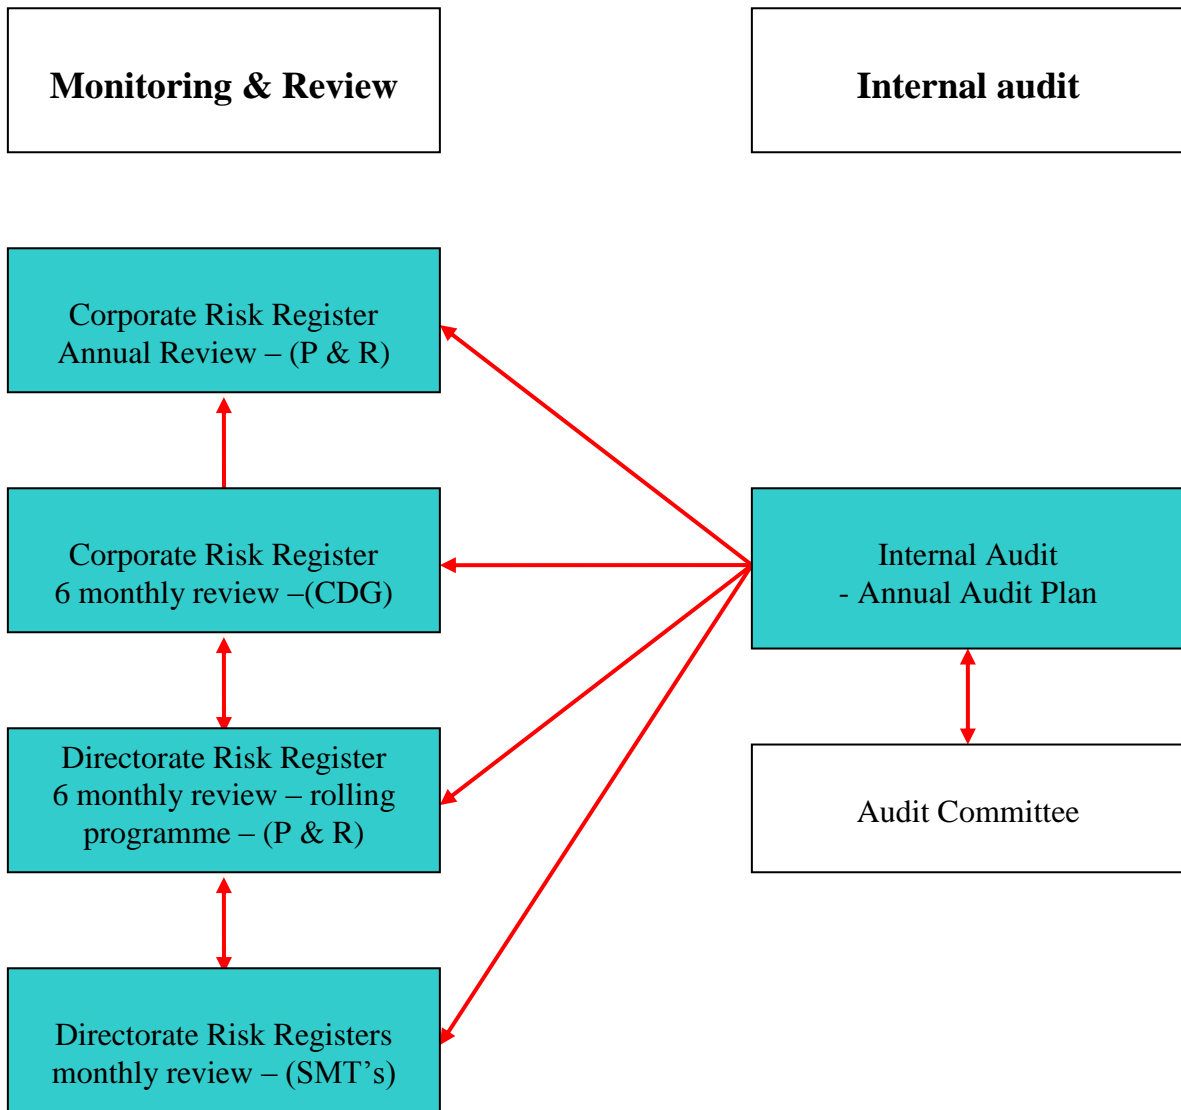 Monitoring & Review
Internal audit
Corporate Risk Register
Annual Review – (P & R)
Corporate Risk Register
6 monthly review –(CDG)
Internal Audit
- Annual Audit Plan
Directorate Risk Register
6 monthly review – rolling
programme – (P & R)
Audit Committee
Directorate Risk Registers
monthly review – (SMT’s)